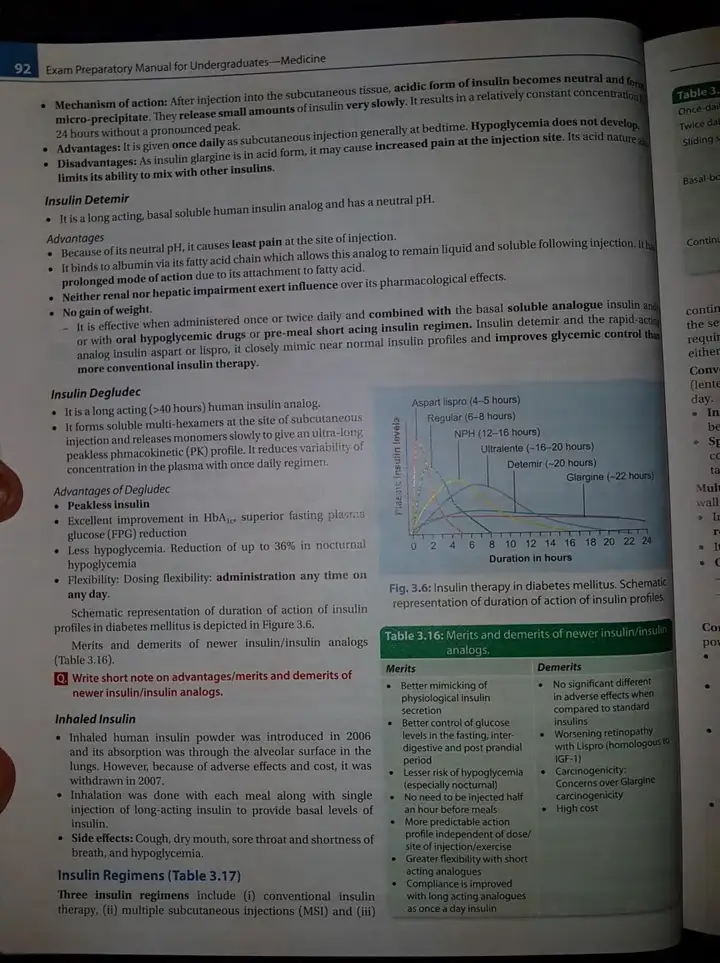 92 Exam Preparatory Manual for Undergraduates—Medicine
• Mechanism of action: After injection into the subcutaneous tissue, acidic form of insulin becomes neutral and form
micro-precipitate. They release small amounts of insulin very slowly. It results in a relatively constant concentration
24 hours without a pronounced peak.
• Advantages: It is given once daily as subcutaneous injection generally at bedtime. Hypoglycemia does not develop.
• Disadvantages: As insulin glargine is in acid form, it may cause increased pain at the injection site. Its acid nature
limits its ability to mix with other insulins.
Insulin Detemir
• It is a long acting, basal soluble human insulin analog and has a neutral pH.
Advantages
• Because of its neutral pH, it causes least pain at the site of injection.
• It binds to albumin via its fatty acid chain which allows this analog to remain liquid and soluble following injection. It
prolonged mode of action due to its attachment to fatty acid.
• Neither renal nor hepatic impairment exert influence over its pharmacological effects.
• No gain of weight.
– It is effective when administered once or twice daily and combined with the basal soluble analogue insulin and
or with oral hypoglycemic drugs or pre-meal short acing insulin regimen. Insulin detemir and the rapid-acting
analog insulin aspart or lispro, it closely mimic near normal insulin profiles and improves glycemic control than
more conventional insulin therapy.
Insulin Degludec
• It is a long acting (>40 hours) human insulin analog.
• It forms soluble multi-hexamers at the site of subcutaneous
injection and releases monomers slowly to give an ultra-long
peakless phmacokinetic (PK) profile. It reduces variability of
concentration in the plasma with once daily regimen.
Advantages of Degludec
• Peakless insulin
• Excellent improvement in HbA1c, superior fasting plasma
glucose (FPG) reduction
• Less hypoglycemia. Reduction of up to 36% in nocturnal
hypoglycemia
• Flexibility: Dosing flexibility: administration any time on
any day.
Schematic representation of duration of action of insulin
profiles in diabetes mellitus is depicted in Figure 3.6.
Merits and demerits of newer insulin/insulin analogs
(Table 3.16).
Q. Write short note on advantages/merits and demerits of
newer insulin/insulin analogs.
Inhaled Insulin
• Inhaled human insulin powder was introduced in 2006
and its absorption was through the alveolar surface in the
lungs. However, because of adverse effects and cost, it was
withdrawn in 2007.
• Inhalation was done with each meal along with single
injection of long-acting insulin to provide basal levels of
insulin.
• Side effects: Cough, dry mouth, sore throat and shortness of
breath, and hypoglycemia.
Insulin Regimens (Table 3.17)
Three insulin regimens include (i) conventional insulin
therapy, (ii) multiple subcutaneous injections (MSI) and (iii)
Aspart lispro (4–5 hours)
Regular (6–8 hours)
NPH (12–16 hours)
Ultralente (~16–20 hours)
Detemir (~20 hours)
Glargine (~22 hours)
Plasma insulin levels
0 2 4 6 8 10 12 14 16 18 20 22 24
Duration in hours
Fig. 3.6: Insulin therapy in diabetes mellitus. Schematic
representation of duration of action of insulin profiles.
Table 3.16: Merits and demerits of newer insulin/insulin
analogs.
Merits
• Better mimicking of
physiological insulin
secretion
• Better control of glucose
levels in the fasting, inter-
digestive and post prandial
period
• Lesser risk of hypoglycemia
(especially nocturnal)
• No need to be injected half
an hour before meals
• More predictable action
profile independent of dose/
site of injection/exercise
• Greater flexibility with short
acting analogues
• Compliance is improved
with long acting analogues
as once a day insulin
Demerits
• No significant different
in adverse effects when
compared to standard
insulins
• Worsening retinopathy
with Lispro (homologous to
IGF-1)
• Carcinogenicity:
Concerns over Glargine
carcinogenicity
• High cost
Table 3.
Once-dai
Twice dai
Sliding s
Basal-bo
Continu
contin
the se
requir
either
Conv
(lente
day.